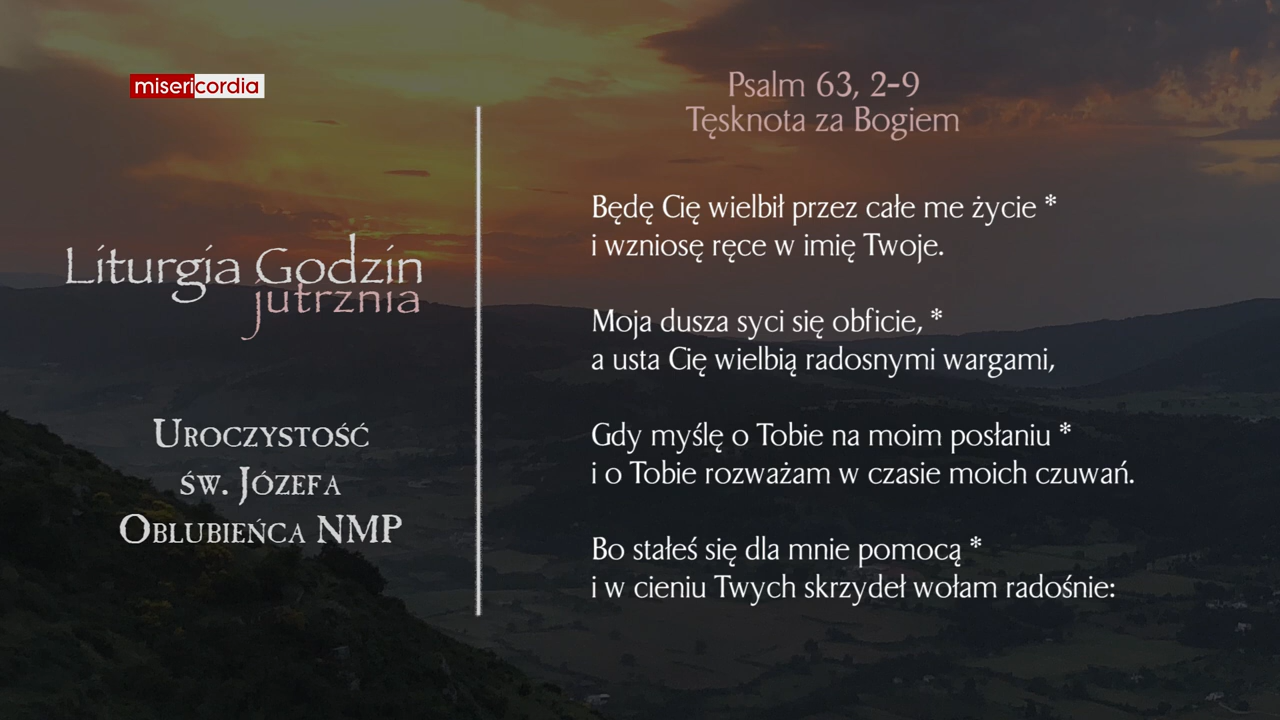 misericordia
Liturgia Godzin
jutrznia
Uroczystość
św. Józefa
Oblubieńca NMP
Psalm 63, 2-9
Tęsknota za Bogiem
Będę Cię wielbił przez całe me życie *
i wzniosę ręce w imię Twoje.
Moja dusza syci się obficie, *
a usta Cię wielbią radosnymi wargami,
Gdy myślę o Tobie na moim posłaniu *
i o Tobie rozważam w czasie moich czuwań.
Bo stałeś się dla mnie pomocą *
i w cieniu Twych skrzydeł wołam radośnie: